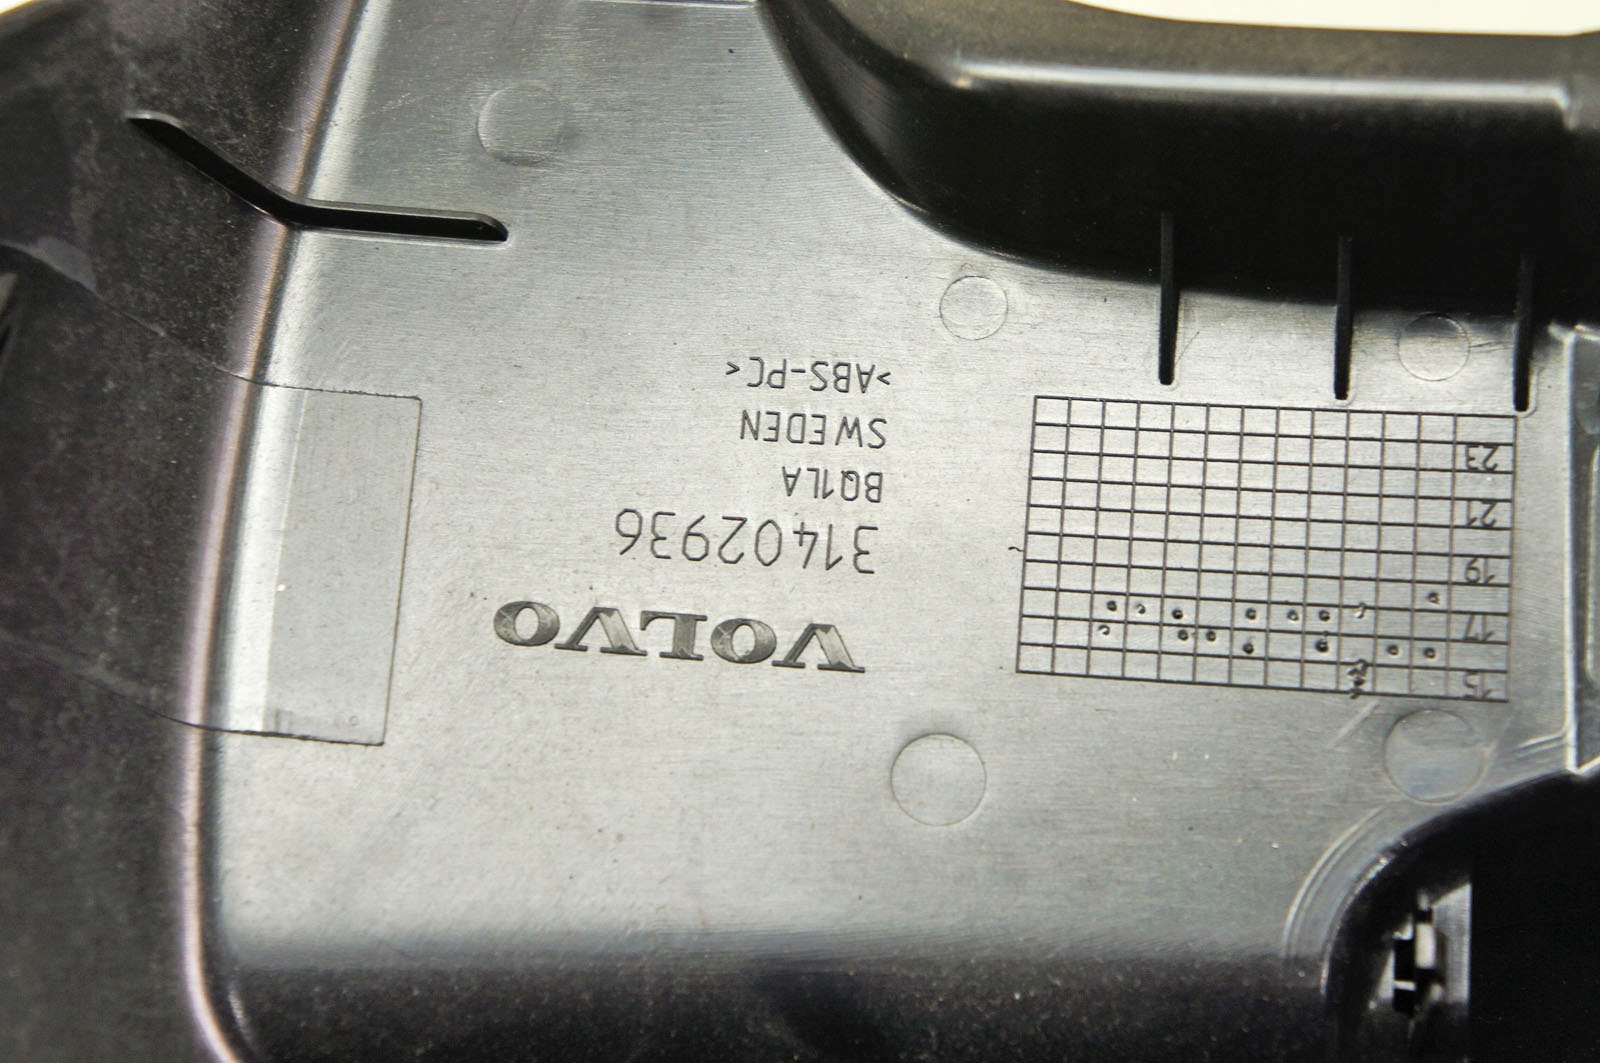 VOLVO
31402936
BQ1LA
SWEDEN
>ABS-PC<
15
17
19
21
23